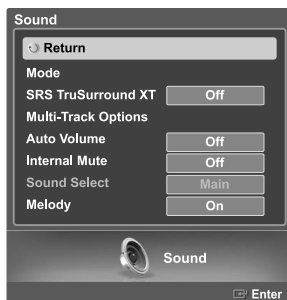 Sound
Return
Mode
SRS TruSurround XT Off
Multi-Track Options
Auto Volume Off
Internal Mute Off
Sound Select Main
Melody On
Sound
Enter